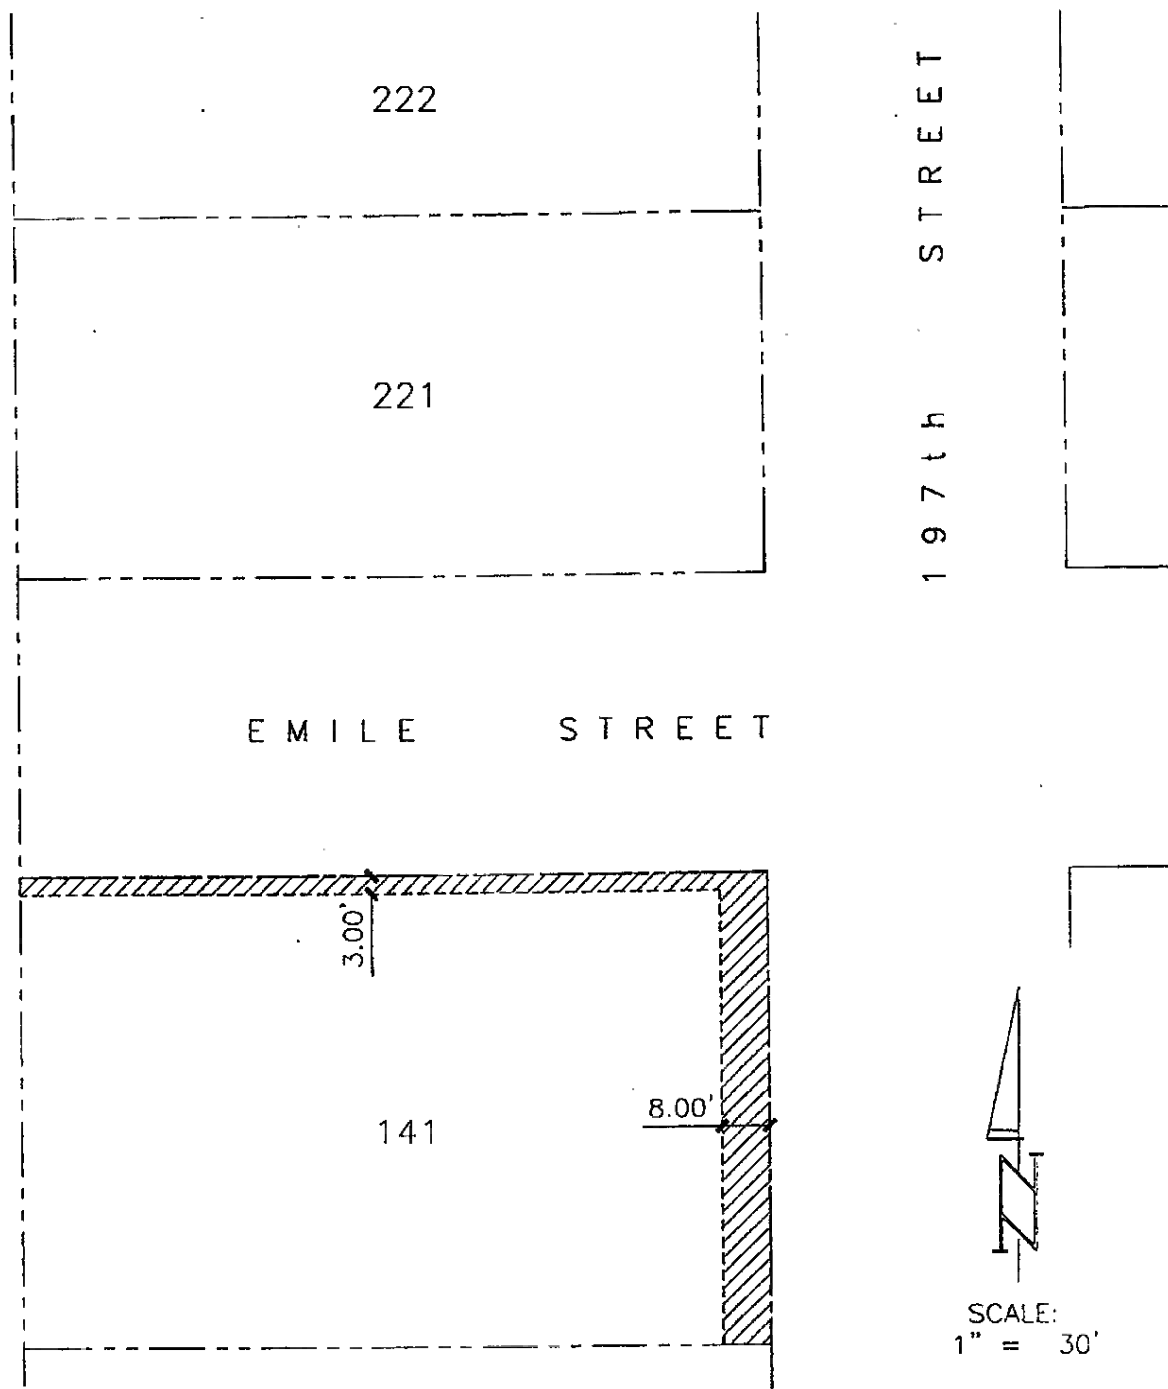 222
221
197th STREET
EMILE STREET
3.00'
8.00'
141
N
SCALE:
1" = 30'